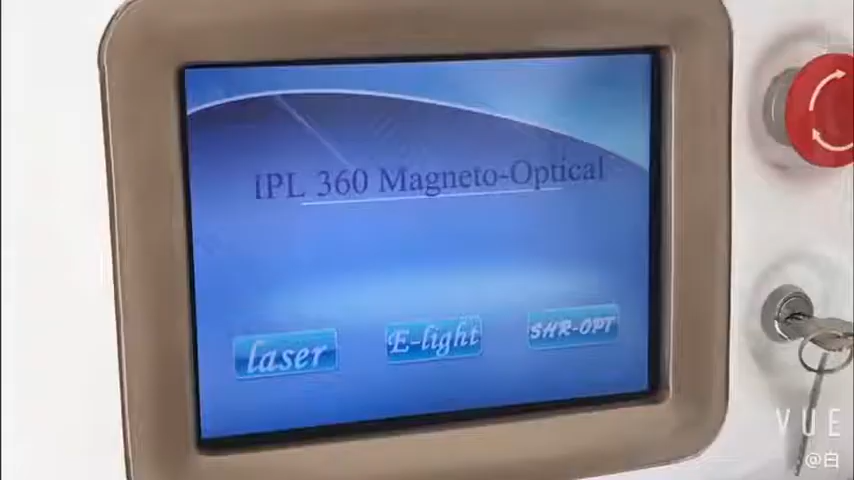 IPL 360 Magneto-Optical
laser
E-light
SHR-OPT
VUE
@白